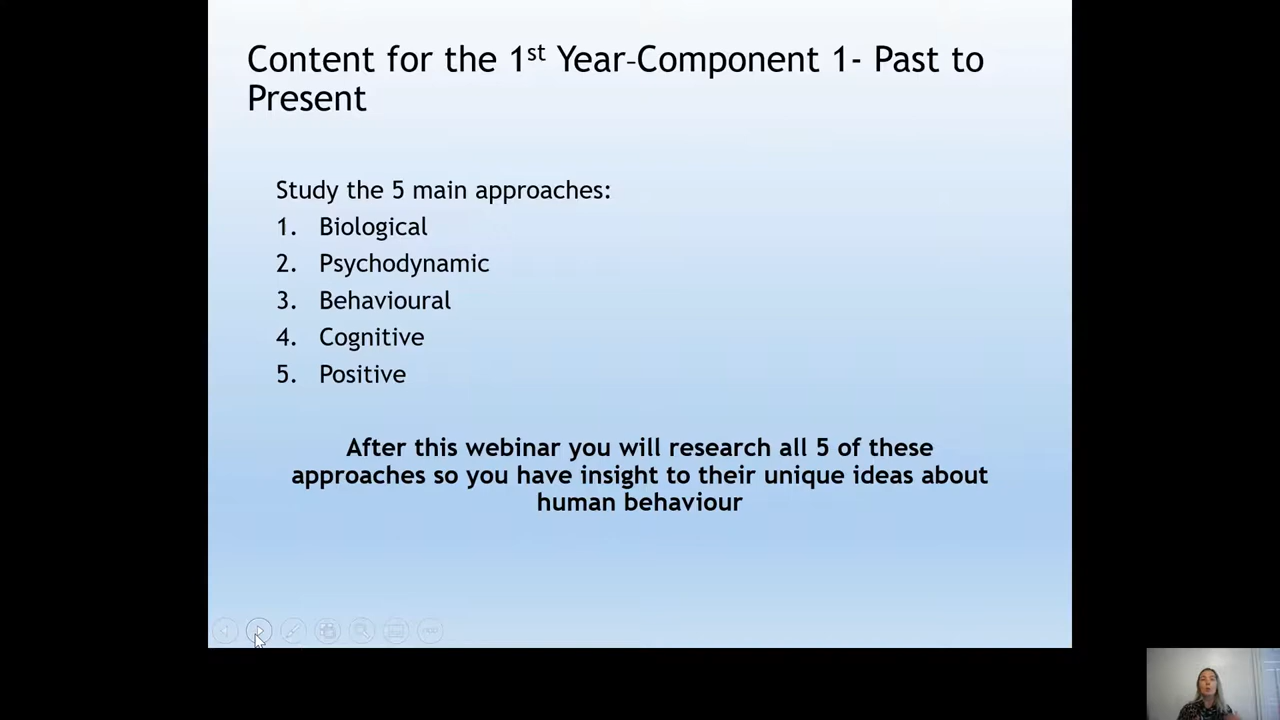 Content for the 1st Year-Component 1- Past to
Present
Study the 5 main approaches:
1. Biological
2. Psychodynamic
3. Behavioural
4. Cognitive
5. Positive
After this webinar you will research all 5 of these
approaches so you have insight to their unique ideas about
human behaviour